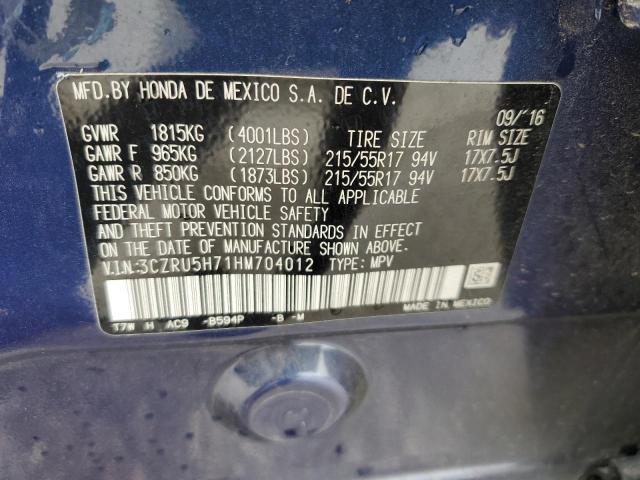 MFD.BY HONDA DE MEXICO S.A. DE C.V.
09/'16
GVWR 1815KG (4001LBS) TIRE SIZE RIM SIZE
GAWR F 965KG (2127LBS) 215/55R17 94V 17X7.5J
GAWR R 850KG (1873LBS) 215/55R17 94V 17X7.5J
THIS VEHICLE CONFORMS TO ALL APPLICABLE
FEDERAL MOTOR VEHICLE SAFETY
AND THEFT PREVENTION STANDARDS IN EFFECT
ON THE DATE OF MANUFACTURE SHOWN ABOVE.
V.I.N:3CZRU5H71HM704012 TYPE: MPV
MADE IN MEXICO
T7W H AC9 -B594P -B -M